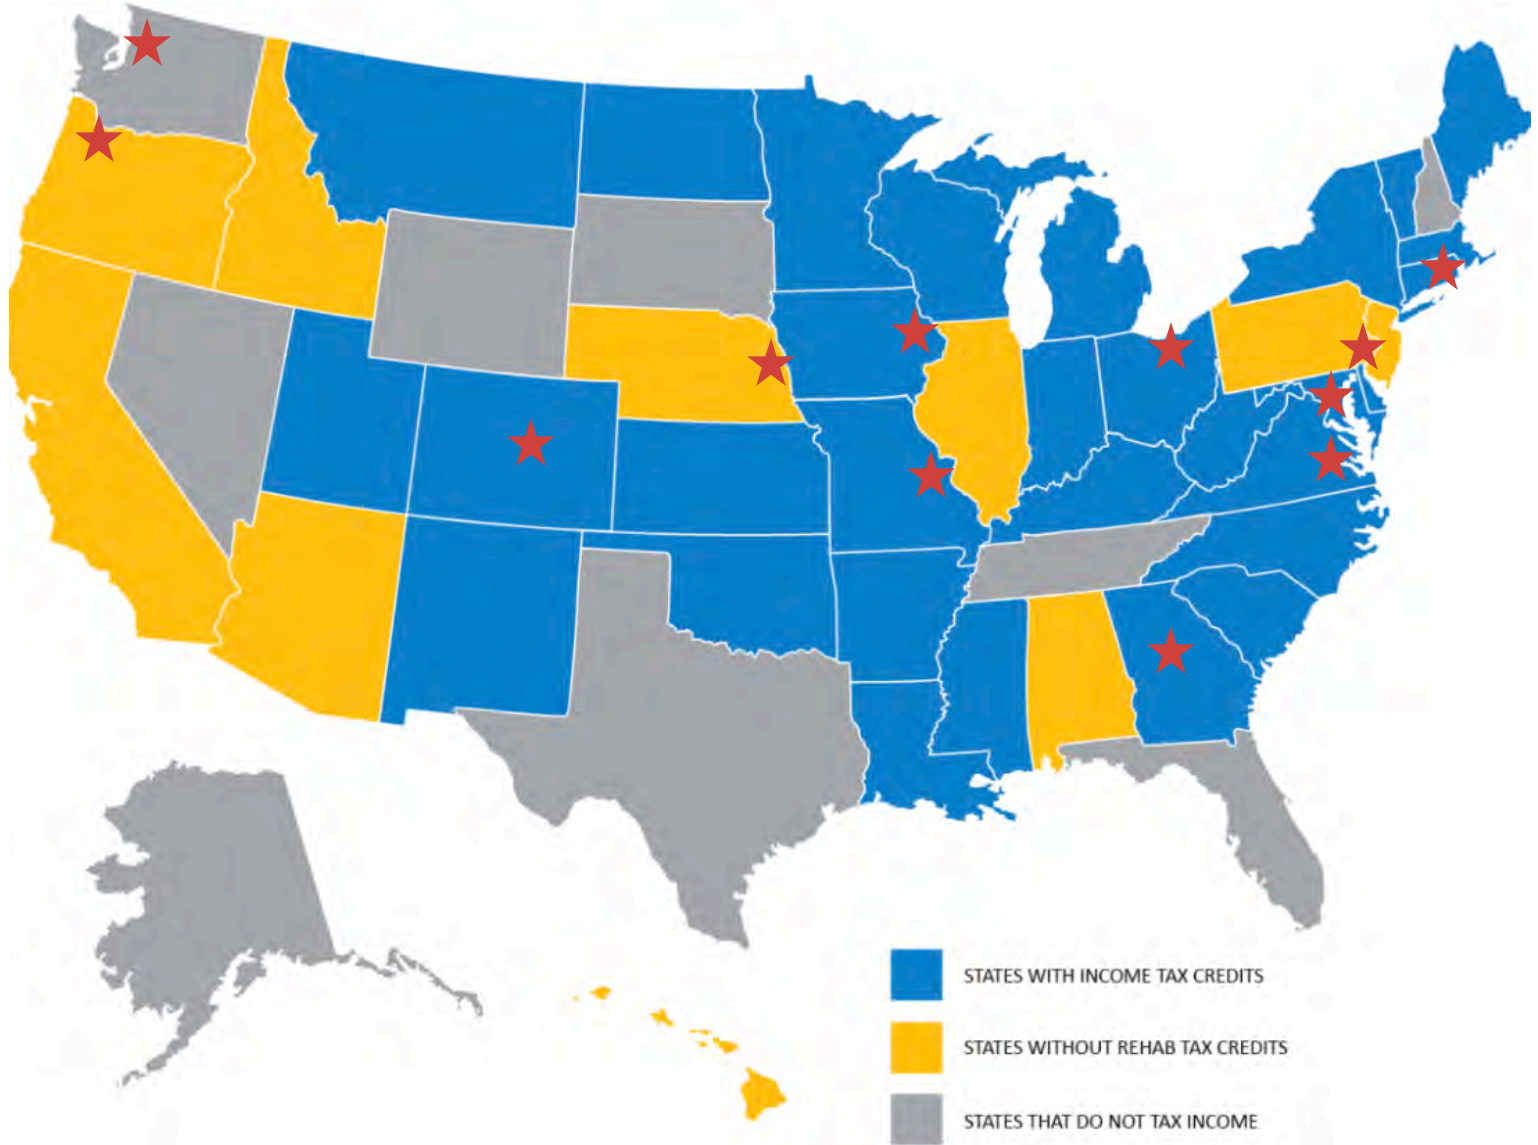 STATES WITH INCOME TAX CREDITS
STATES WITHOUT REHAB TAX CREDITS
STATES THAT DO NOT TAX INCOME